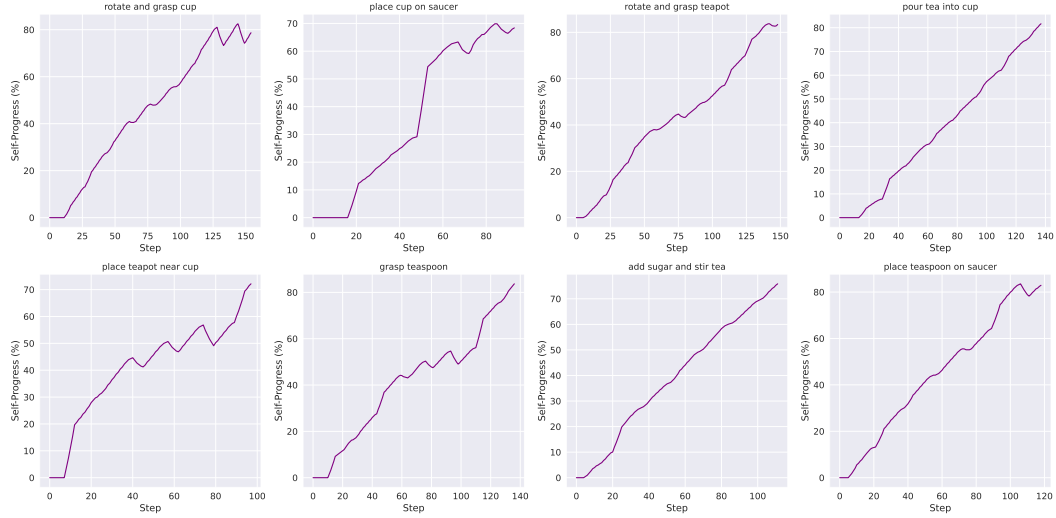 rotate and grasp cup
Self-Progress (%)
80
60
40
20
0
0 25 50 75 100 125 150
Step
place cup on saucer
Self-Progress (%)
70
60
50
40
30
20
10
0
0 20 40 60 80
Step
rotate and grasp teapot
Self-Progress (%)
80
60
40
20
0
0 25 50 75 100 125 150
Step
pour tea into cup
Self-Progress (%)
80
70
60
50
40
30
20
10
0
0 20 40 60 80 100 120 140
Step
place teapot near cup
Self-Progress (%)
70
60
50
40
30
20
10
0
0 20 40 60 80 100
Step
grasp teaspoon
Self-Progress (%)
80
60
40
20
0
0 20 40 60 80 100 120 140
Step
add sugar and stir tea
Self-Progress (%)
70
60
50
40
30
20
10
0
0 20 40 60 80 100
Step
place teaspoon on saucer
Self-Progress (%)
80
60
40
20
0
0 20 40 60 80 100 120
Step